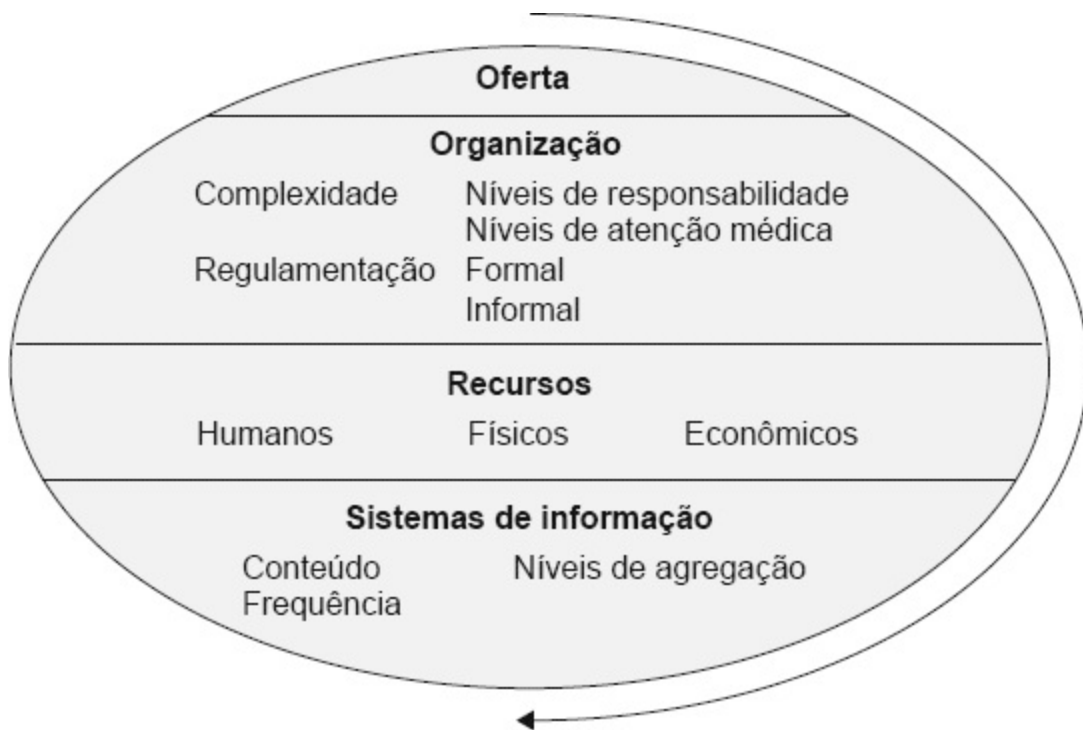 Oferta
Organização
Complexidade Níveis de responsabilidade
Níveis de atenção médica
Regulamentação Formal
Informal
Recursos
Humanos Físicos Econômicos
Sistemas de informação
Conteúdo Níveis de agregação
Frequência